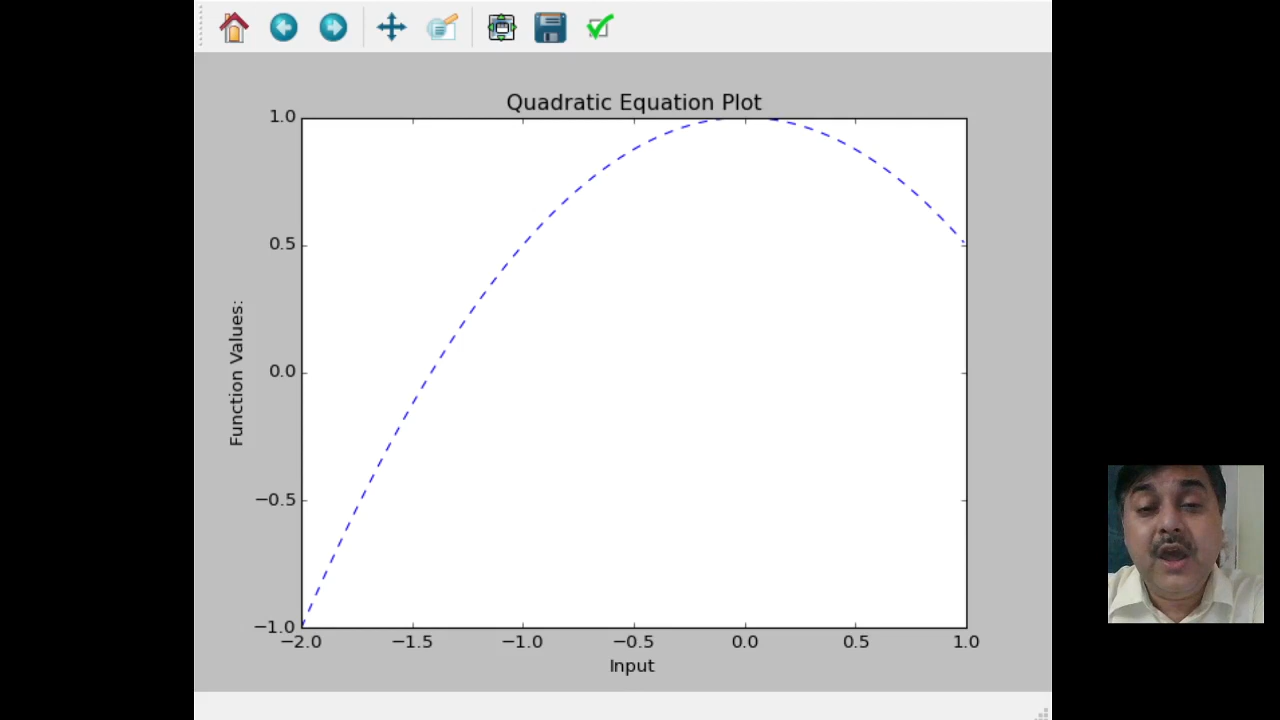 Quadratic Equation Plot
1.0
0.5
0.0
−0.5
−1.0
Function Values:
−2.0 −1.5 −1.0 −0.5 0.0 0.5 1.0
Input